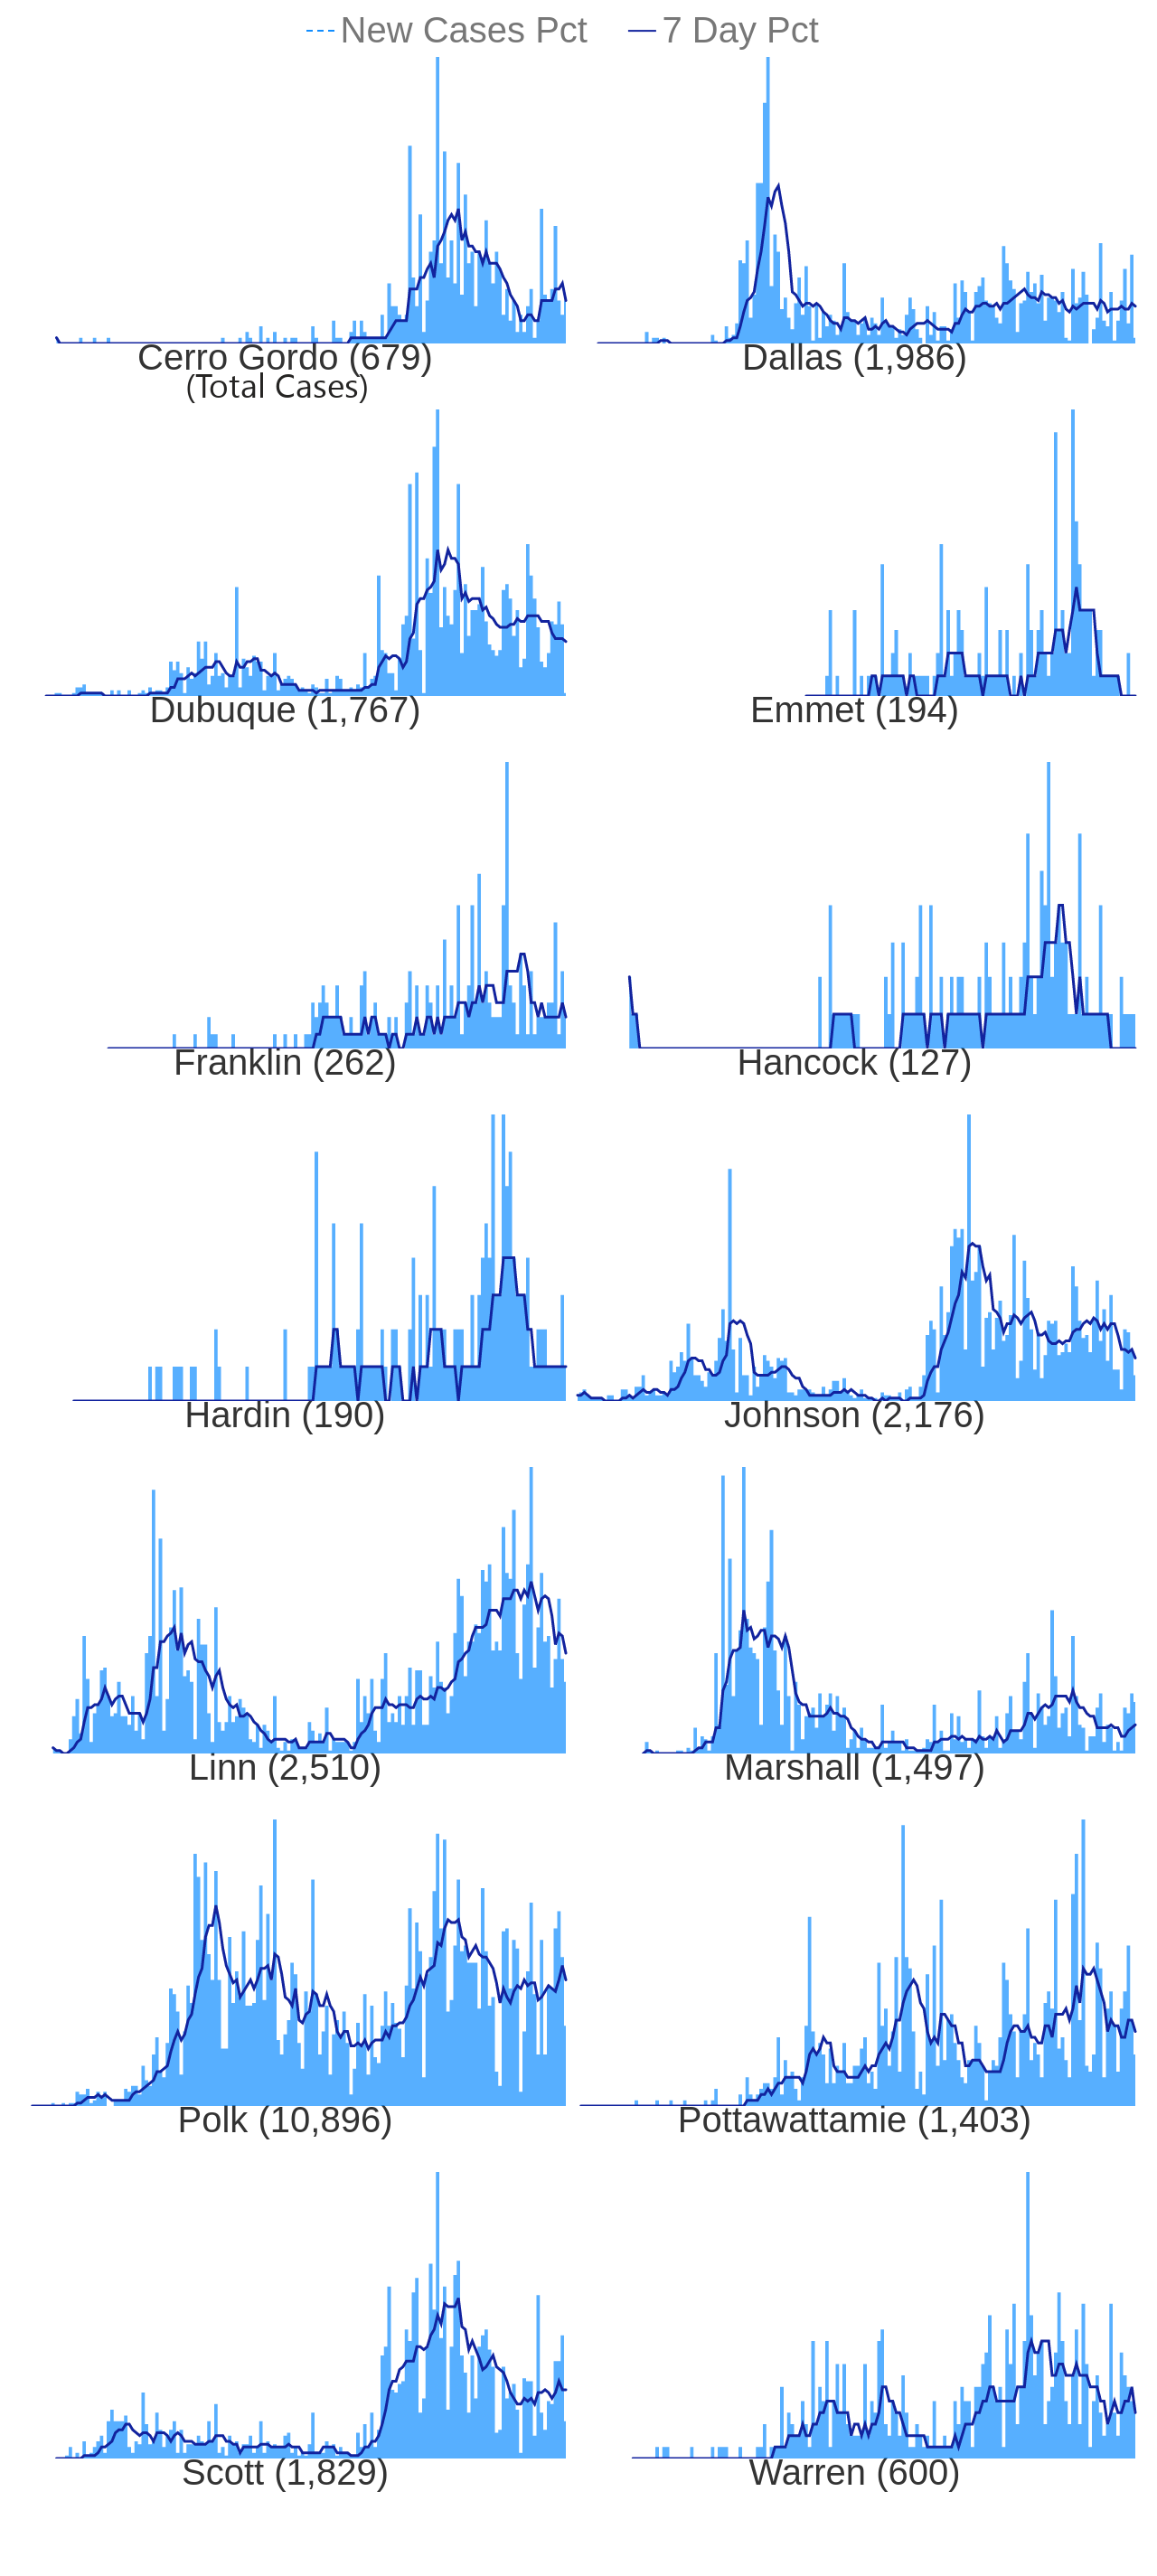 New Cases Pct 7 Day Pct
Cerro Gordo (679) Dallas (1,986)
(Total Cases)
Dubuque (1,767) Emmet (194)
Franklin (262) Hancock (127)
Hardin (190) Johnson (2,176)
Linn (2,510) Marshall (1,497)
Polk (10,896) Pottawattamie (1,403)
Scott (1,829) Warren (600)